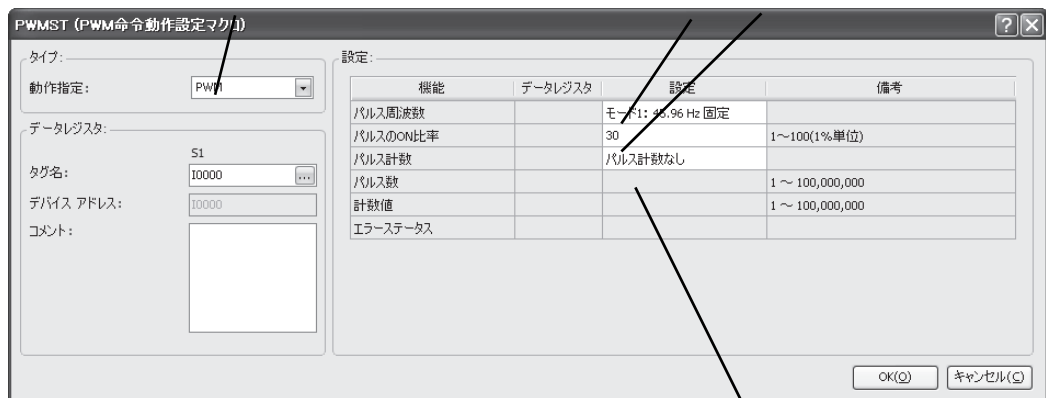 PWMST (PWM命令動作設定マクロ)
タイプ:
動作指定: PWM
データレジスタ:
S1
タグ名: I0000 ...
デバイス アドレス: I0000
コメント:
設定:
機能 データレジスタ 設定 備考
パルス周波数 モード1: 45.96 Hz 固定
パルスのON比率 30 1～100(1%単位)
パルス計数 パルス計数なし
パルス数 1 ～ 100,000,000
計数値 1 ～ 100,000,000
エラーステータス
OK(O) キャンセル(C)